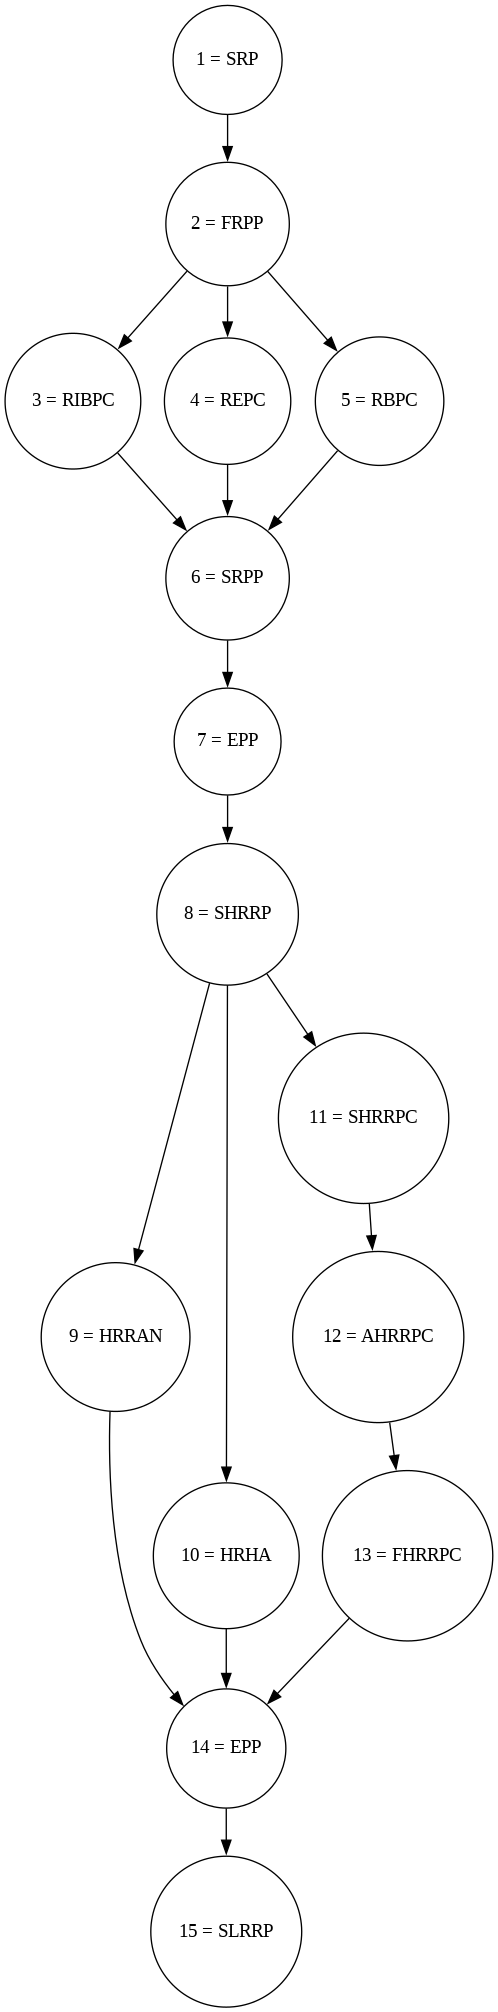 1 = SRP
2 = FRPP
3 = RIBPC
4 = REPC
5 = RBPC
6 = SRPP
7 = EPP
8 = SHRRP
11 = SHRRPC
9 = HRRAN
12 = AHRRPC
10 = HRHA
13 = FHRRPC
14 = EPP
15 = SLRRP